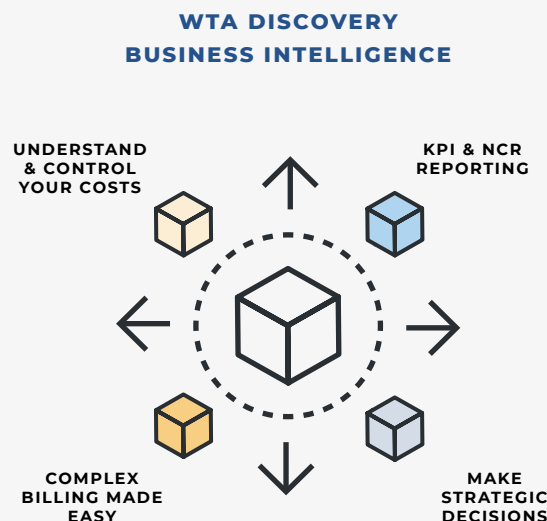 WTA DISCOVERY
BUSINESS INTELLIGENCE
UNDERSTAND
& CONTROL
YOUR COSTS
KPI & NCR
REPORTING
COMPLEX
BILLING MADE
EASY
MAKE
STRATEGIC
DECISIONS